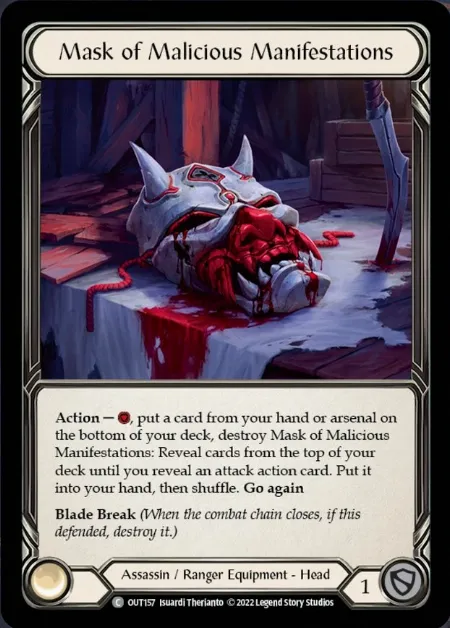 Mask of Malicious Manifestations
Action — , put a card from your hand or arsenal on
the bottom of your deck, destroy Mask of Malicious
Manifestations: Reveal cards from the top of your
deck until you reveal an attack action card. Put it
into your hand, then shuffle. Go again
Blade Break (When the combat chain closes, if this
defended, destroy it.)
Assassin / Ranger Equipment - Head
1
C OUT157 Isuardi Therianto © 2022 Legend Story Studios